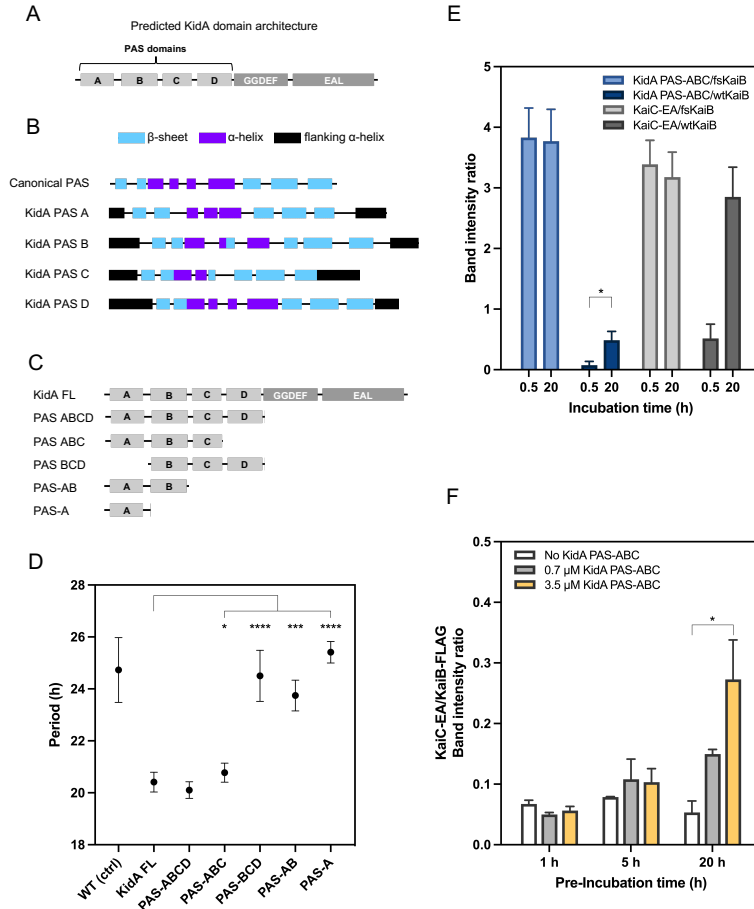 A
Predicted KidA domain architecture
PAS domains
A B C D GGDEF EAL
B
β-sheet α-helix flanking α-helix
Canonical PAS
KidA PAS A
KidA PAS B
KidA PAS C
KidA PAS D
C
KidA FL A B C D GGDEF EAL
PAS ABCD A B C D
PAS ABC A B C
PAS BCD B C D
PAS-AB A B
PAS-A A
D
28
26
24
22
20
18
Period (h)
* **** *** ****
WT (ctrl) KidA FL PAS-ABCD PAS-ABC PAS-BCD PAS-AB PAS-A
E
KidA PAS-ABC/fsKaiB
KidA PAS-ABC/wtKaiB
KaiC-EA/fsKaiB
KaiC-EA/wtKaiB
5
4
3
2
1
0
Band intensity ratio
*
0.5 20 0.5 20 0.5 20 0.5 20
Incubation time (h)
F
No KidA PAS-ABC
0.7 µM KidA PAS-ABC
3.5 µM KidA PAS-ABC
0.5
0.4
0.3
0.2
0.1
0.0
KaiC-EA/KaiB-FLAG
Band intensity ratio
*
1 h 5 h 20 h
Pre-Incubation time (h)